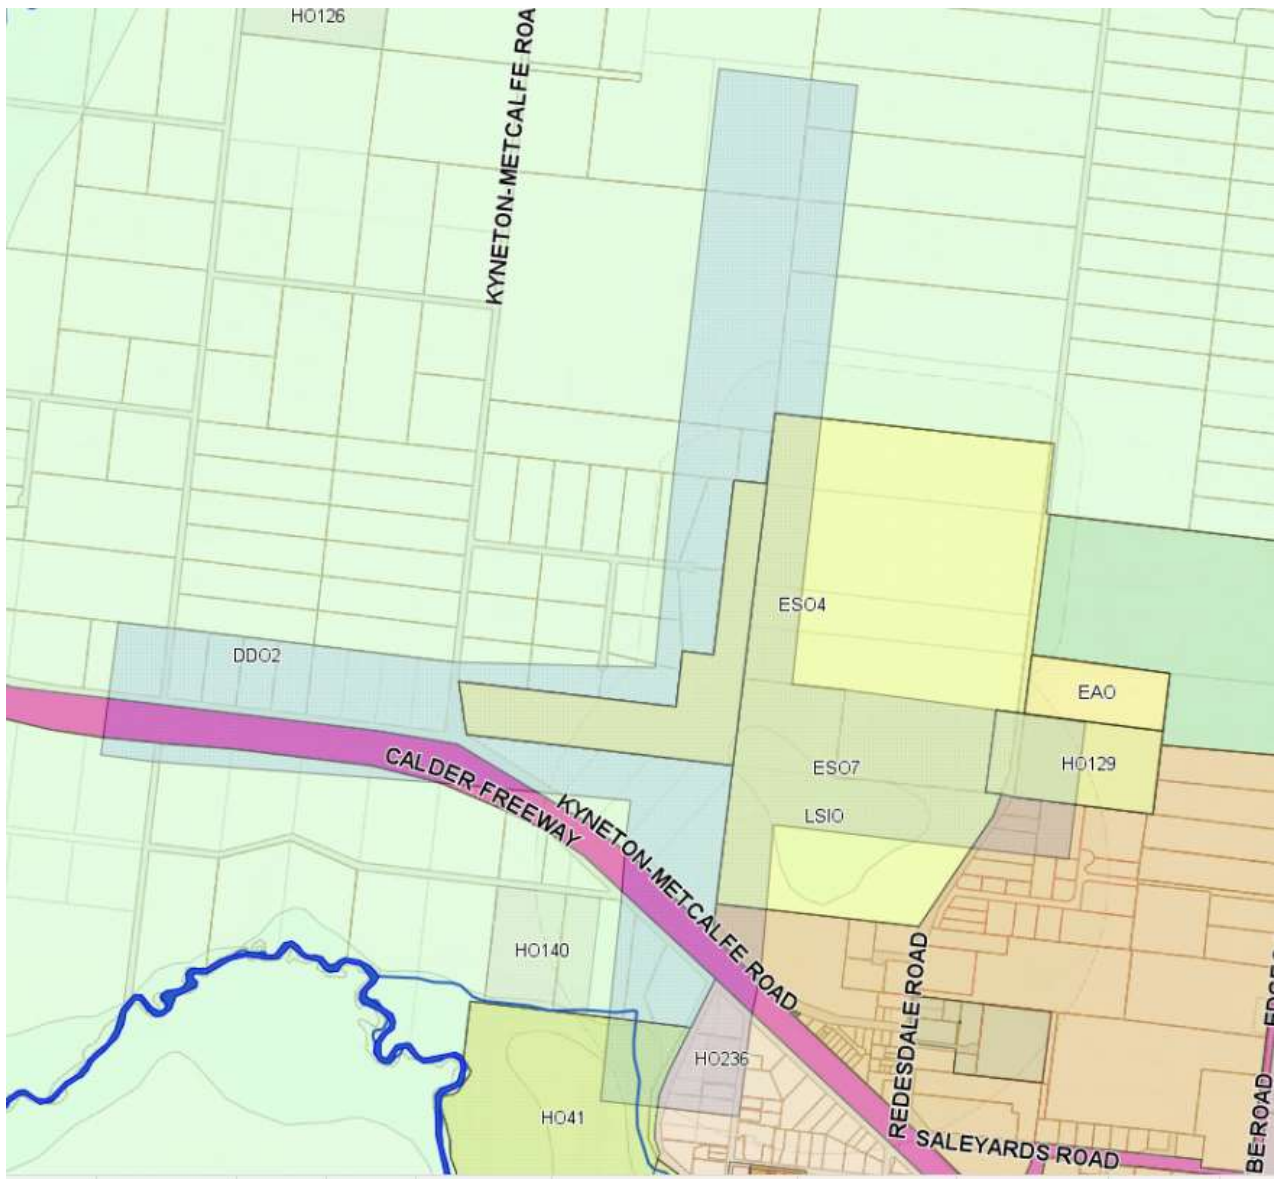 HO126
KYNETON-METCALFE ROA
ESO4
DDO2
EAO
CALDER FREEWAY
KYNETON-METCALFE ROAD
ESO7
HO129
LSIO
HO140
REDESDALE ROAD
HO236
HO41
SALEYARDS ROAD
BE ROAD